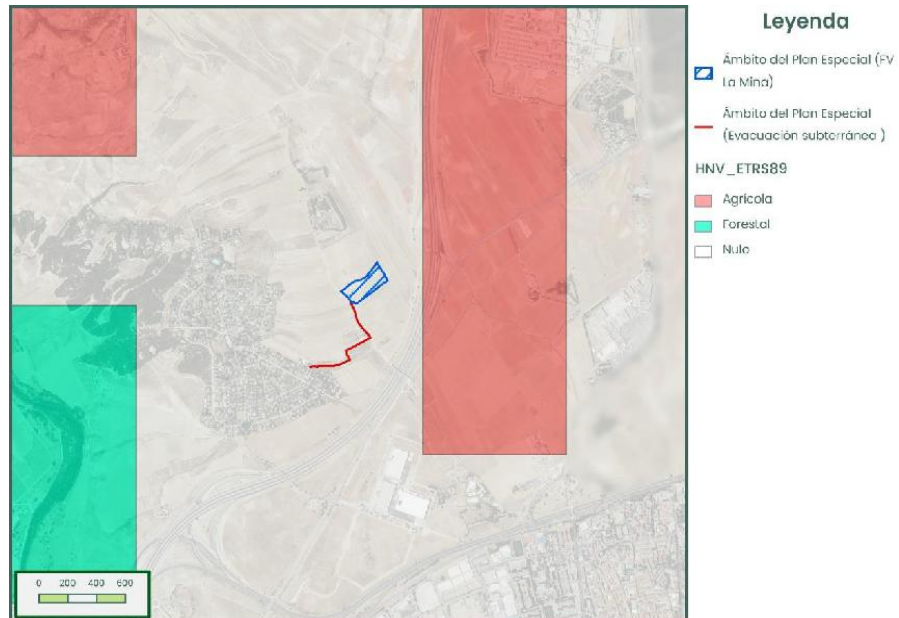 Leyenda
Ámbito del Plan Especial (FV
La Mina)
Ámbito del Plan Especial
(Evacuación subterránea )
HNV_ETRS89
Agrícola
Forestal
Nulo
0 200 400 600